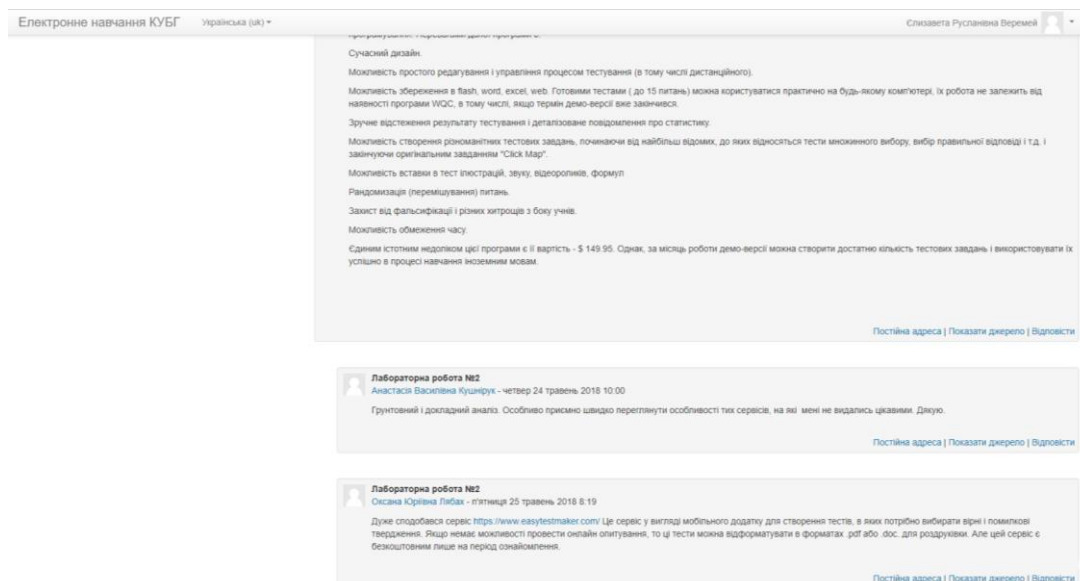 Електронне навчання КУБГ Українська (uk) Єлизавета Русланівна Веремей
програмування. Перевагами даної програми є:
Сучасний дизайн.
Можливість простого редагування і управління процесом тестування (в тому числі дистанційного).
Можливість збереження в flash, word, excel, web. Готовими тестами ( до 15 питань) можна користуватися практично на будь-якому комп'ютері, їх робота не залежить від
наявності програми WQC, в тому числі, якщо термін демо-версії вже закінчився.
Зручне відстеження результату тестування і деталізоване повідомлення про статистику.
Можливість створення різноманітних тестових завдань, починаючи від найбільш відомих, до яких відносяться тести множинного вибору, вибір правильної відповіді і т.д. і
закінчуючи оригінальним завданням "Click Map".
Можливість вставки в тест ілюстрацій, звуку, відеороликів, формул
Рандомизація (перемішування) питань.
Захист від фальсифікації і різних хитрощів з боку учнів.
Можливість обмеження часу.
Єдиним істотним недоліком цієї програми є її вартість - $ 149.95. Однак, за місяць роботи демо-версії можна створити достатню кількість тестових завдань і використовувати їх
успішно в процесі навчання іноземним мовам.
Постійна адреса | Показати джерело | Відповісти
Лабораторна робота №2
Анастасія Василівна Кушнірук - четвер 24 травень 2018 10:00
Грунтовний і докладний аналіз. Особливо приємно швидко переглянути особливості тих сервісів, на які мені не видались цікавими. Дякую.
Постійна адреса | Показати джерело | Відповісти
Лабораторна робота №2
Оксана Юріївна Лябах - п'ятниця 25 травень 2018 8:19
Дуже сподобався сервіс https://www.easytestmaker.com/ Це сервіс у вигляді мобільного додатку для створення тестів, в яких потрібно вибирати вірні і помилкові
твердження. Якщо немає можливості провести онлайн опитування, то ці тести можна відформатувати в форматах .pdf або .doc. для роздруківки. Але цей сервіс є
безкоштовним лише на період ознайомлення.
Постійна адреса | Показати джерело | Відповісти